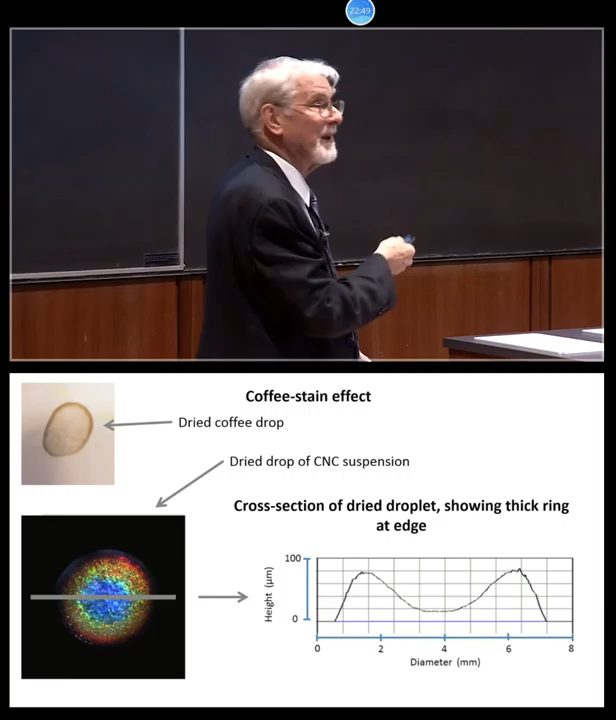 22:49
Coffee-stain effect
Dried coffee drop
Dried drop of CNC suspension
Cross-section of dried droplet, showing thick ring
at edge
100
Height (µm)
0
0 2 4 6 8
Diameter (mm)